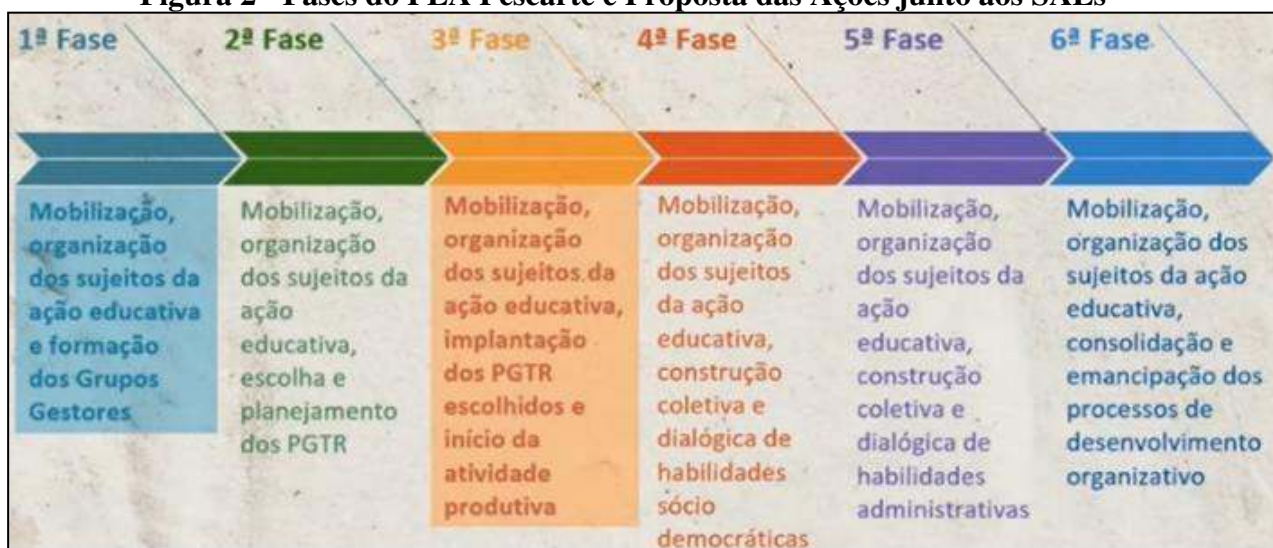 Figura 2 - Fases do PEA Pescarte e Proposta das Ações junto aos SAEs
1ª Fase
2ª Fase
3ª Fase
4ª Fase
5ª Fase
6ª Fase
Mobilização,
organização
dos sujeitos da
ação educativa
e formação
dos Grupos
Gestores
Mobilização,
organização
dos sujeitos da
ação
educativa,
escolha e
planejamento
dos PGTR
Mobilização,
organização
dos sujeitos da
ação educativa,
implantação
dos PGTR
escolhidos e
início da
atividade
produtiva
Mobilização,
organização
dos sujeitos
da ação
educativa,
construção
coletiva e
dialógica de
habilidades
sócio
democráticas
Mobilização,
organização
dos sujeitos da
ação
educativa,
construção
coletiva e
dialógica de
habilidades
administrativas
Mobilização,
organização dos
sujeitos da ação
educativa,
consolidação e
emancipação dos
processos de
desenvolvimento
organizativo